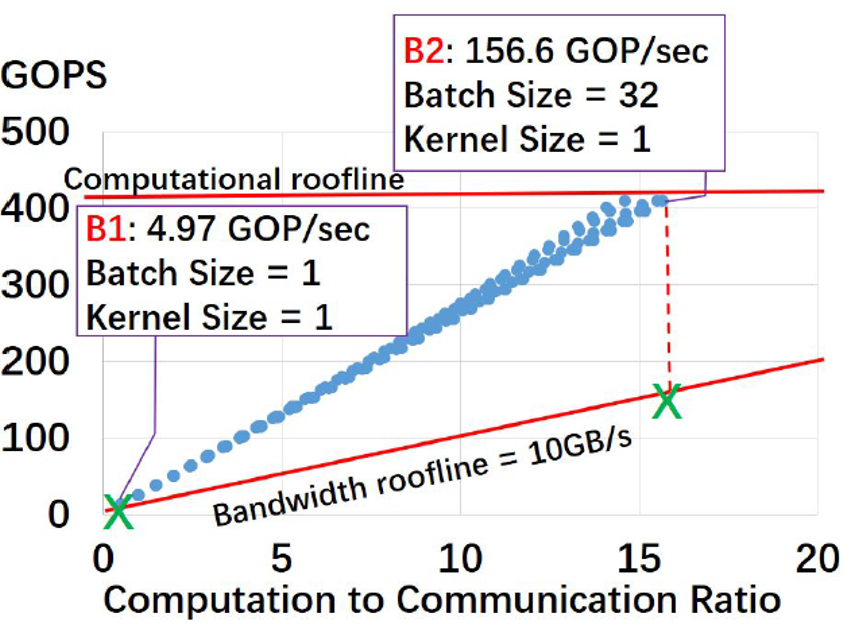 GOPS
B2: 156.6 GOP/sec
Batch Size = 32
Kernel Size = 1
500
Computational roofline
400
B1: 4.97 GOP/sec
Batch Size = 1
Kernel Size = 1
300
200
100
0
Bandwidth roofline = 10GB/s
X
X
0 5 10 15 20
Computation to Communication Ratio